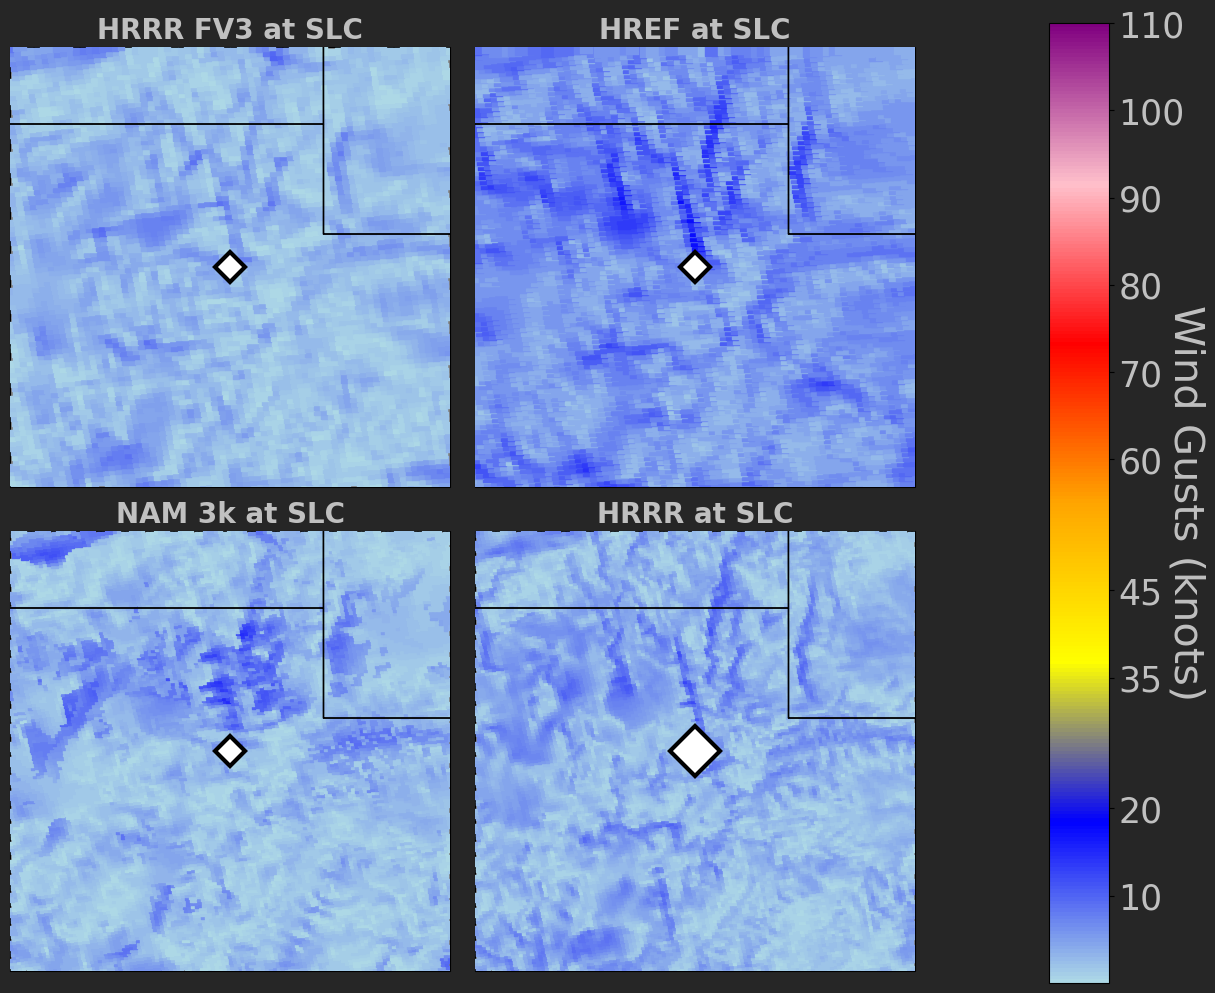 HRRR FV3 at SLC
HREF at SLC
NAM 3k at SLC
HRRR at SLC
110
100
90
80
70
60
45
35
20
10
Wind Gusts (knots)